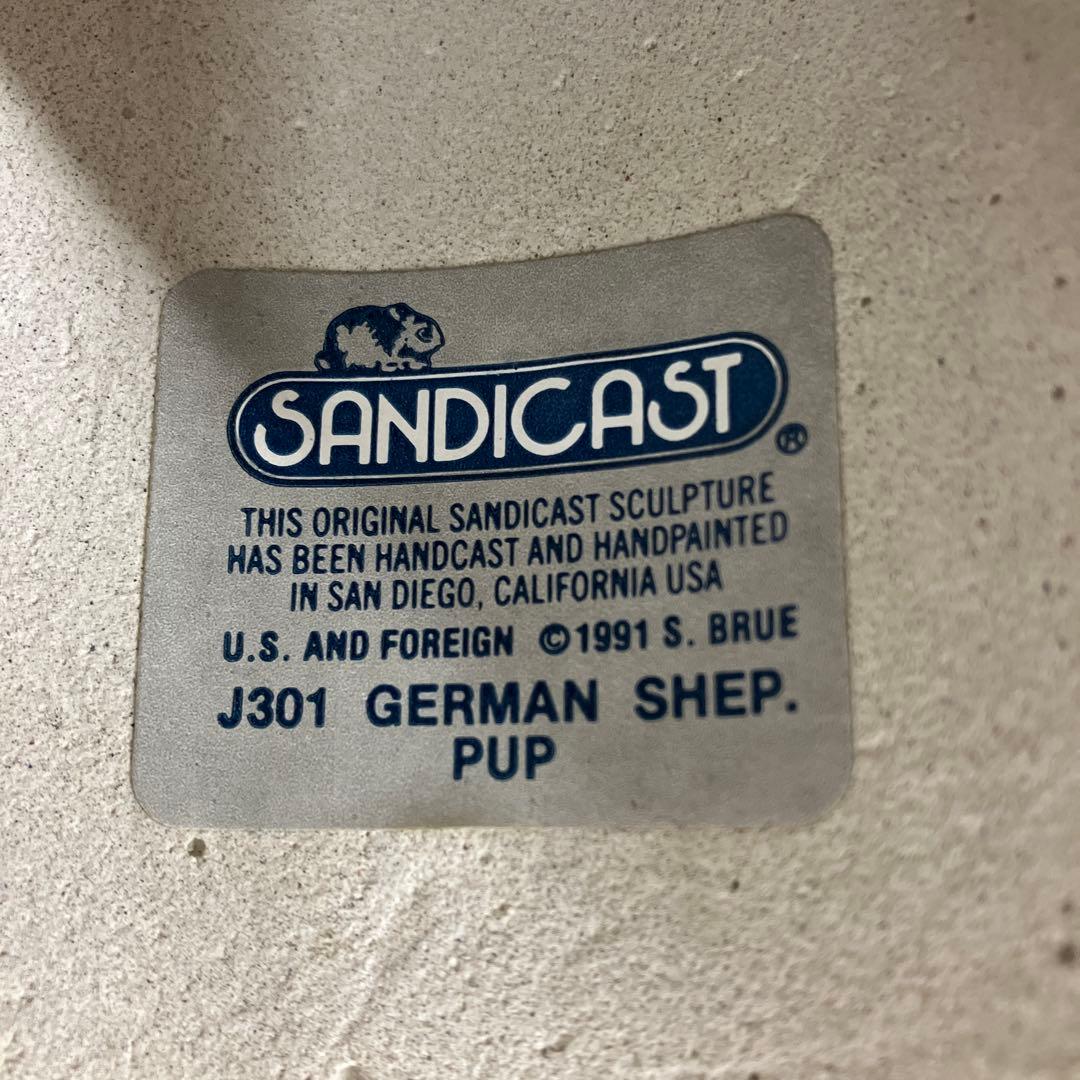 SANDICAST®
THIS ORIGINAL SANDICAST SCULPTURE
HAS BEEN HANDCAST AND HANDPAINTED
IN SAN DIEGO, CALIFORNIA USA
U.S. AND FOREIGN ©1991 S. BRUE
J301 GERMAN SHEP.
PUP